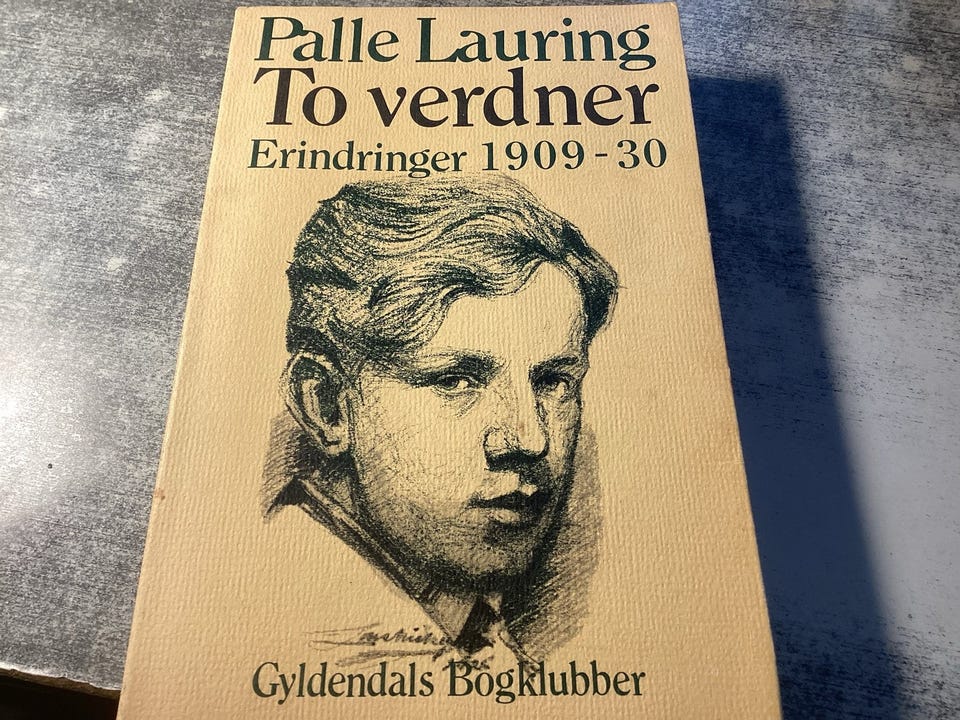 Palle Lauring
To verdner
Erindringer 1909-30
Gyldendals Bogklubber